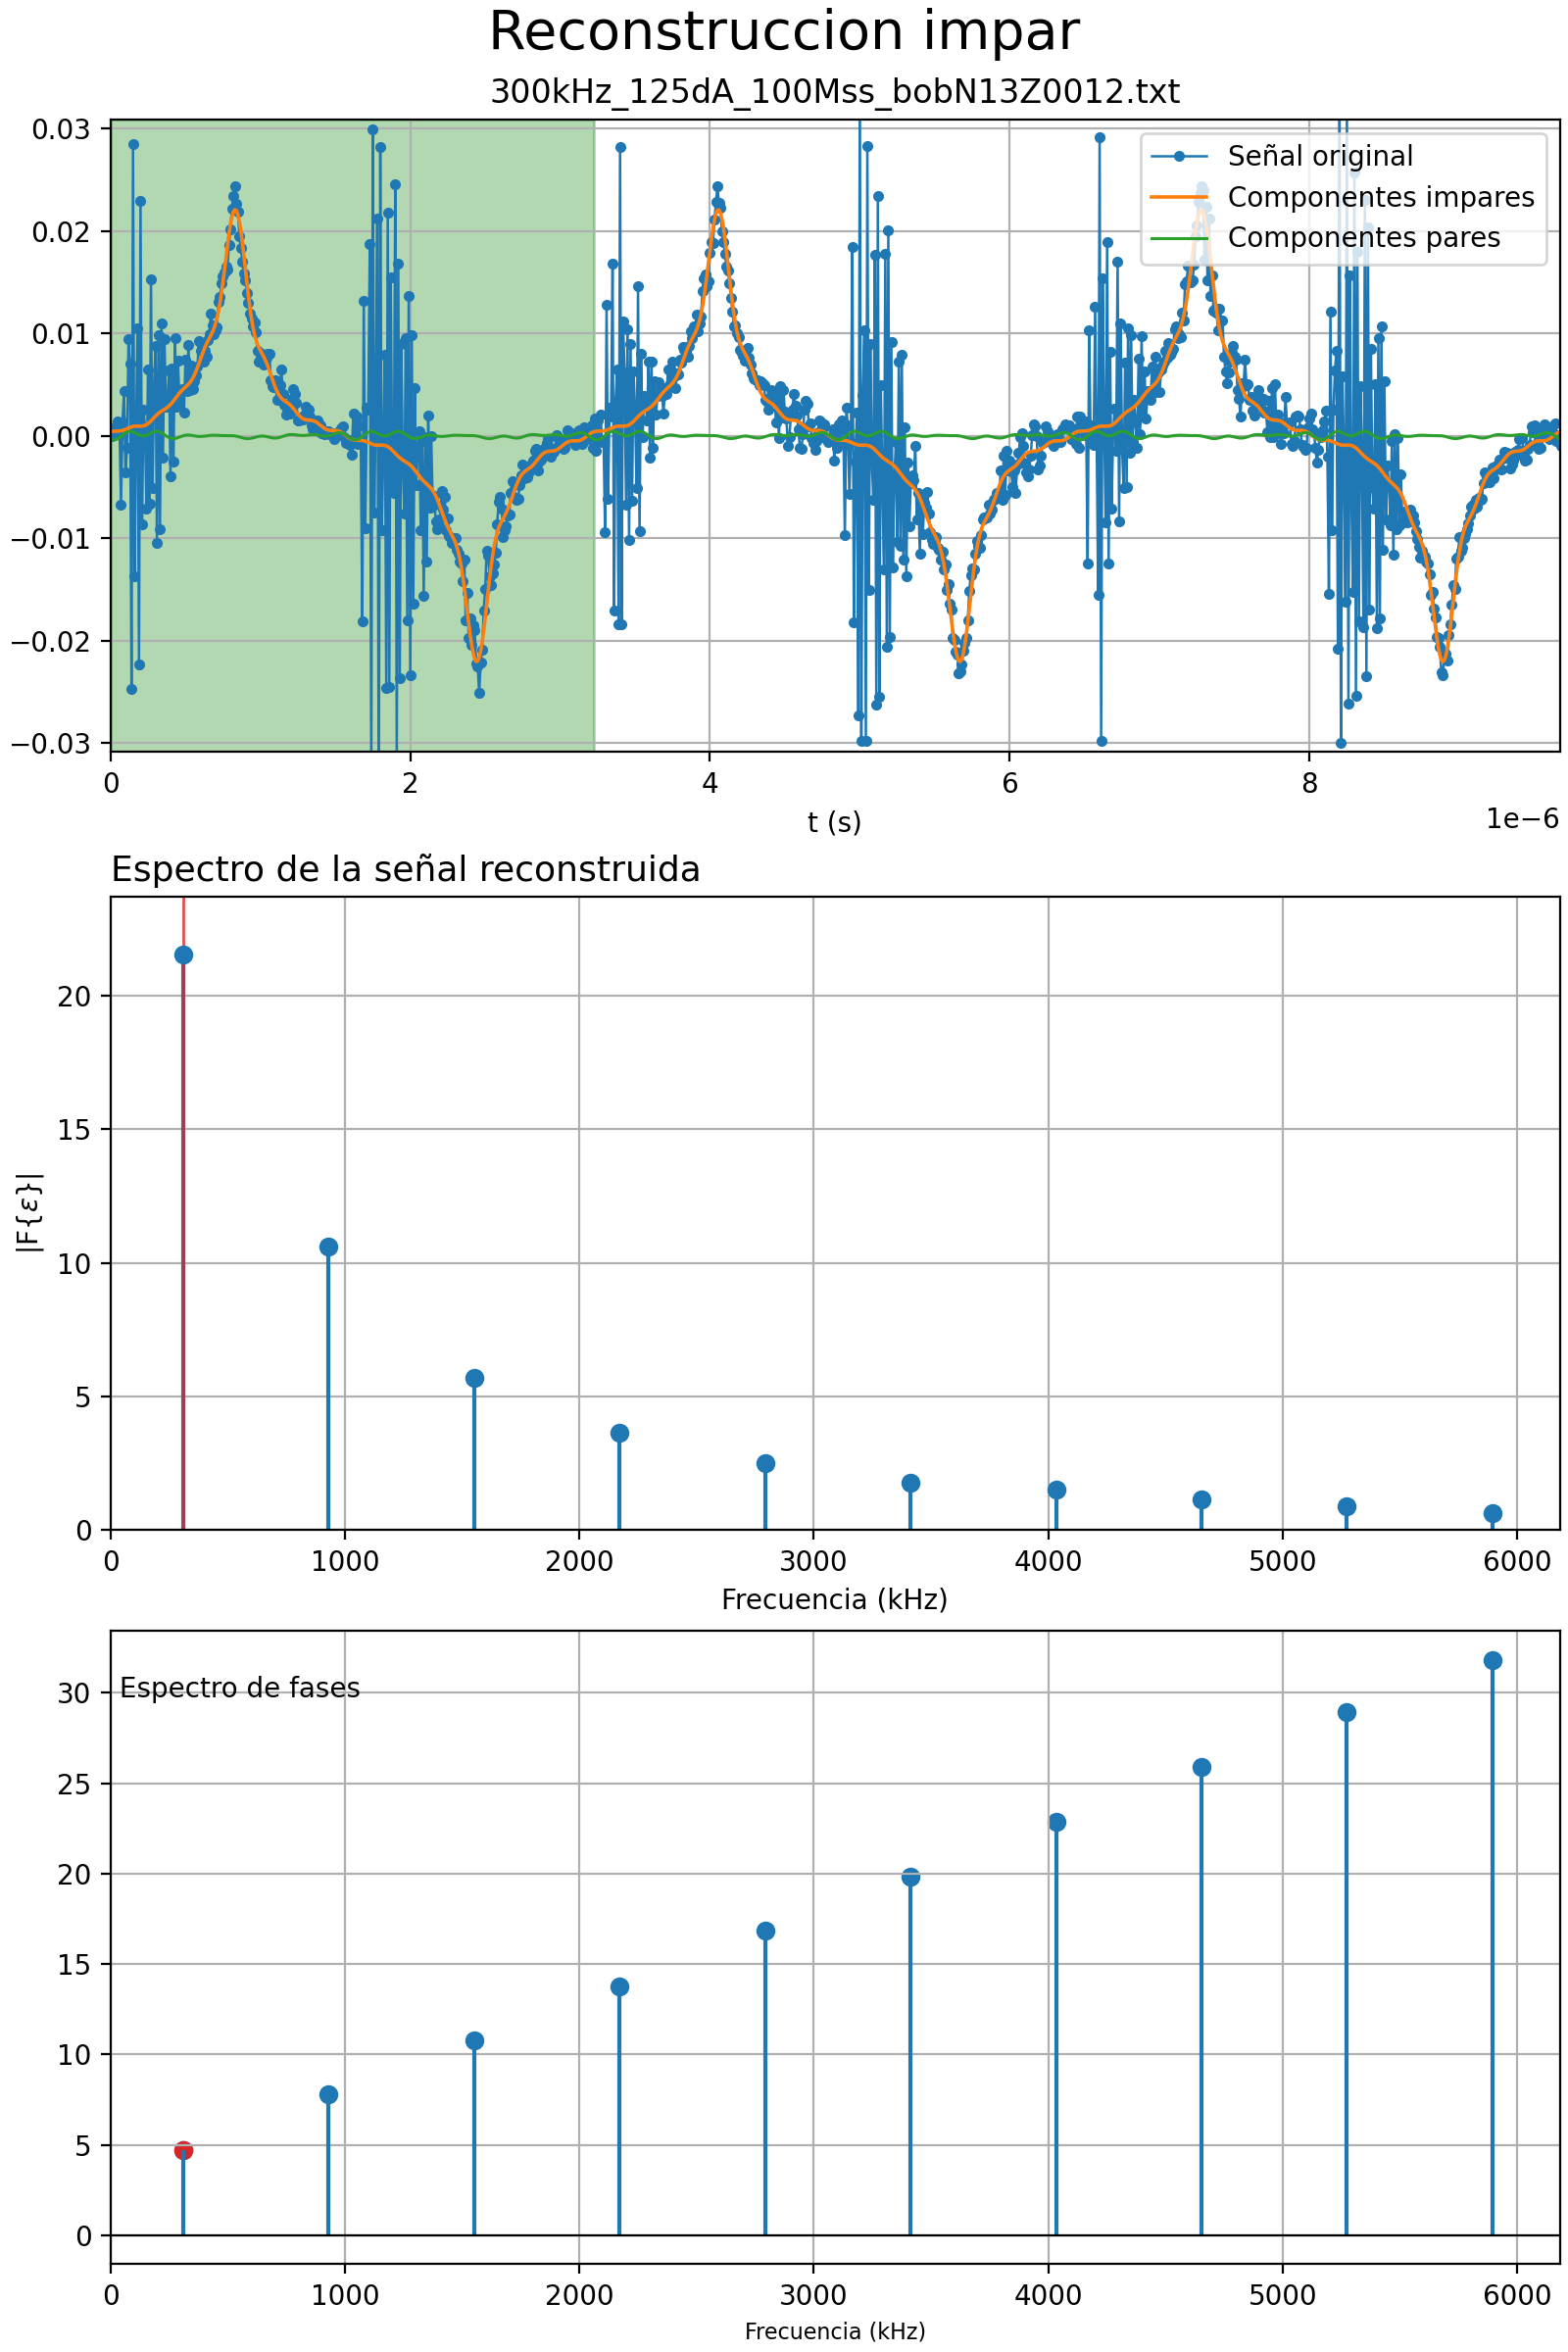 Reconstruccion impar
300kHz_125dA_100Mss_bobN13Z0012.txt
0.03
0.02
0.01
0.00
−0.01
−0.02
−0.03
Señal original
Componentes impares
Componentes pares
0 2 4 6 8
1e−6
t (s)
Espectro de la señal reconstruida
20
15
10
5
0
|F{ε}|
0 1000 2000 3000 4000 5000 6000
Frecuencia (kHz)
Espectro de fases
30
25
20
15
10
5
0
0 1000 2000 3000 4000 5000 6000
Frecuencia (kHz)